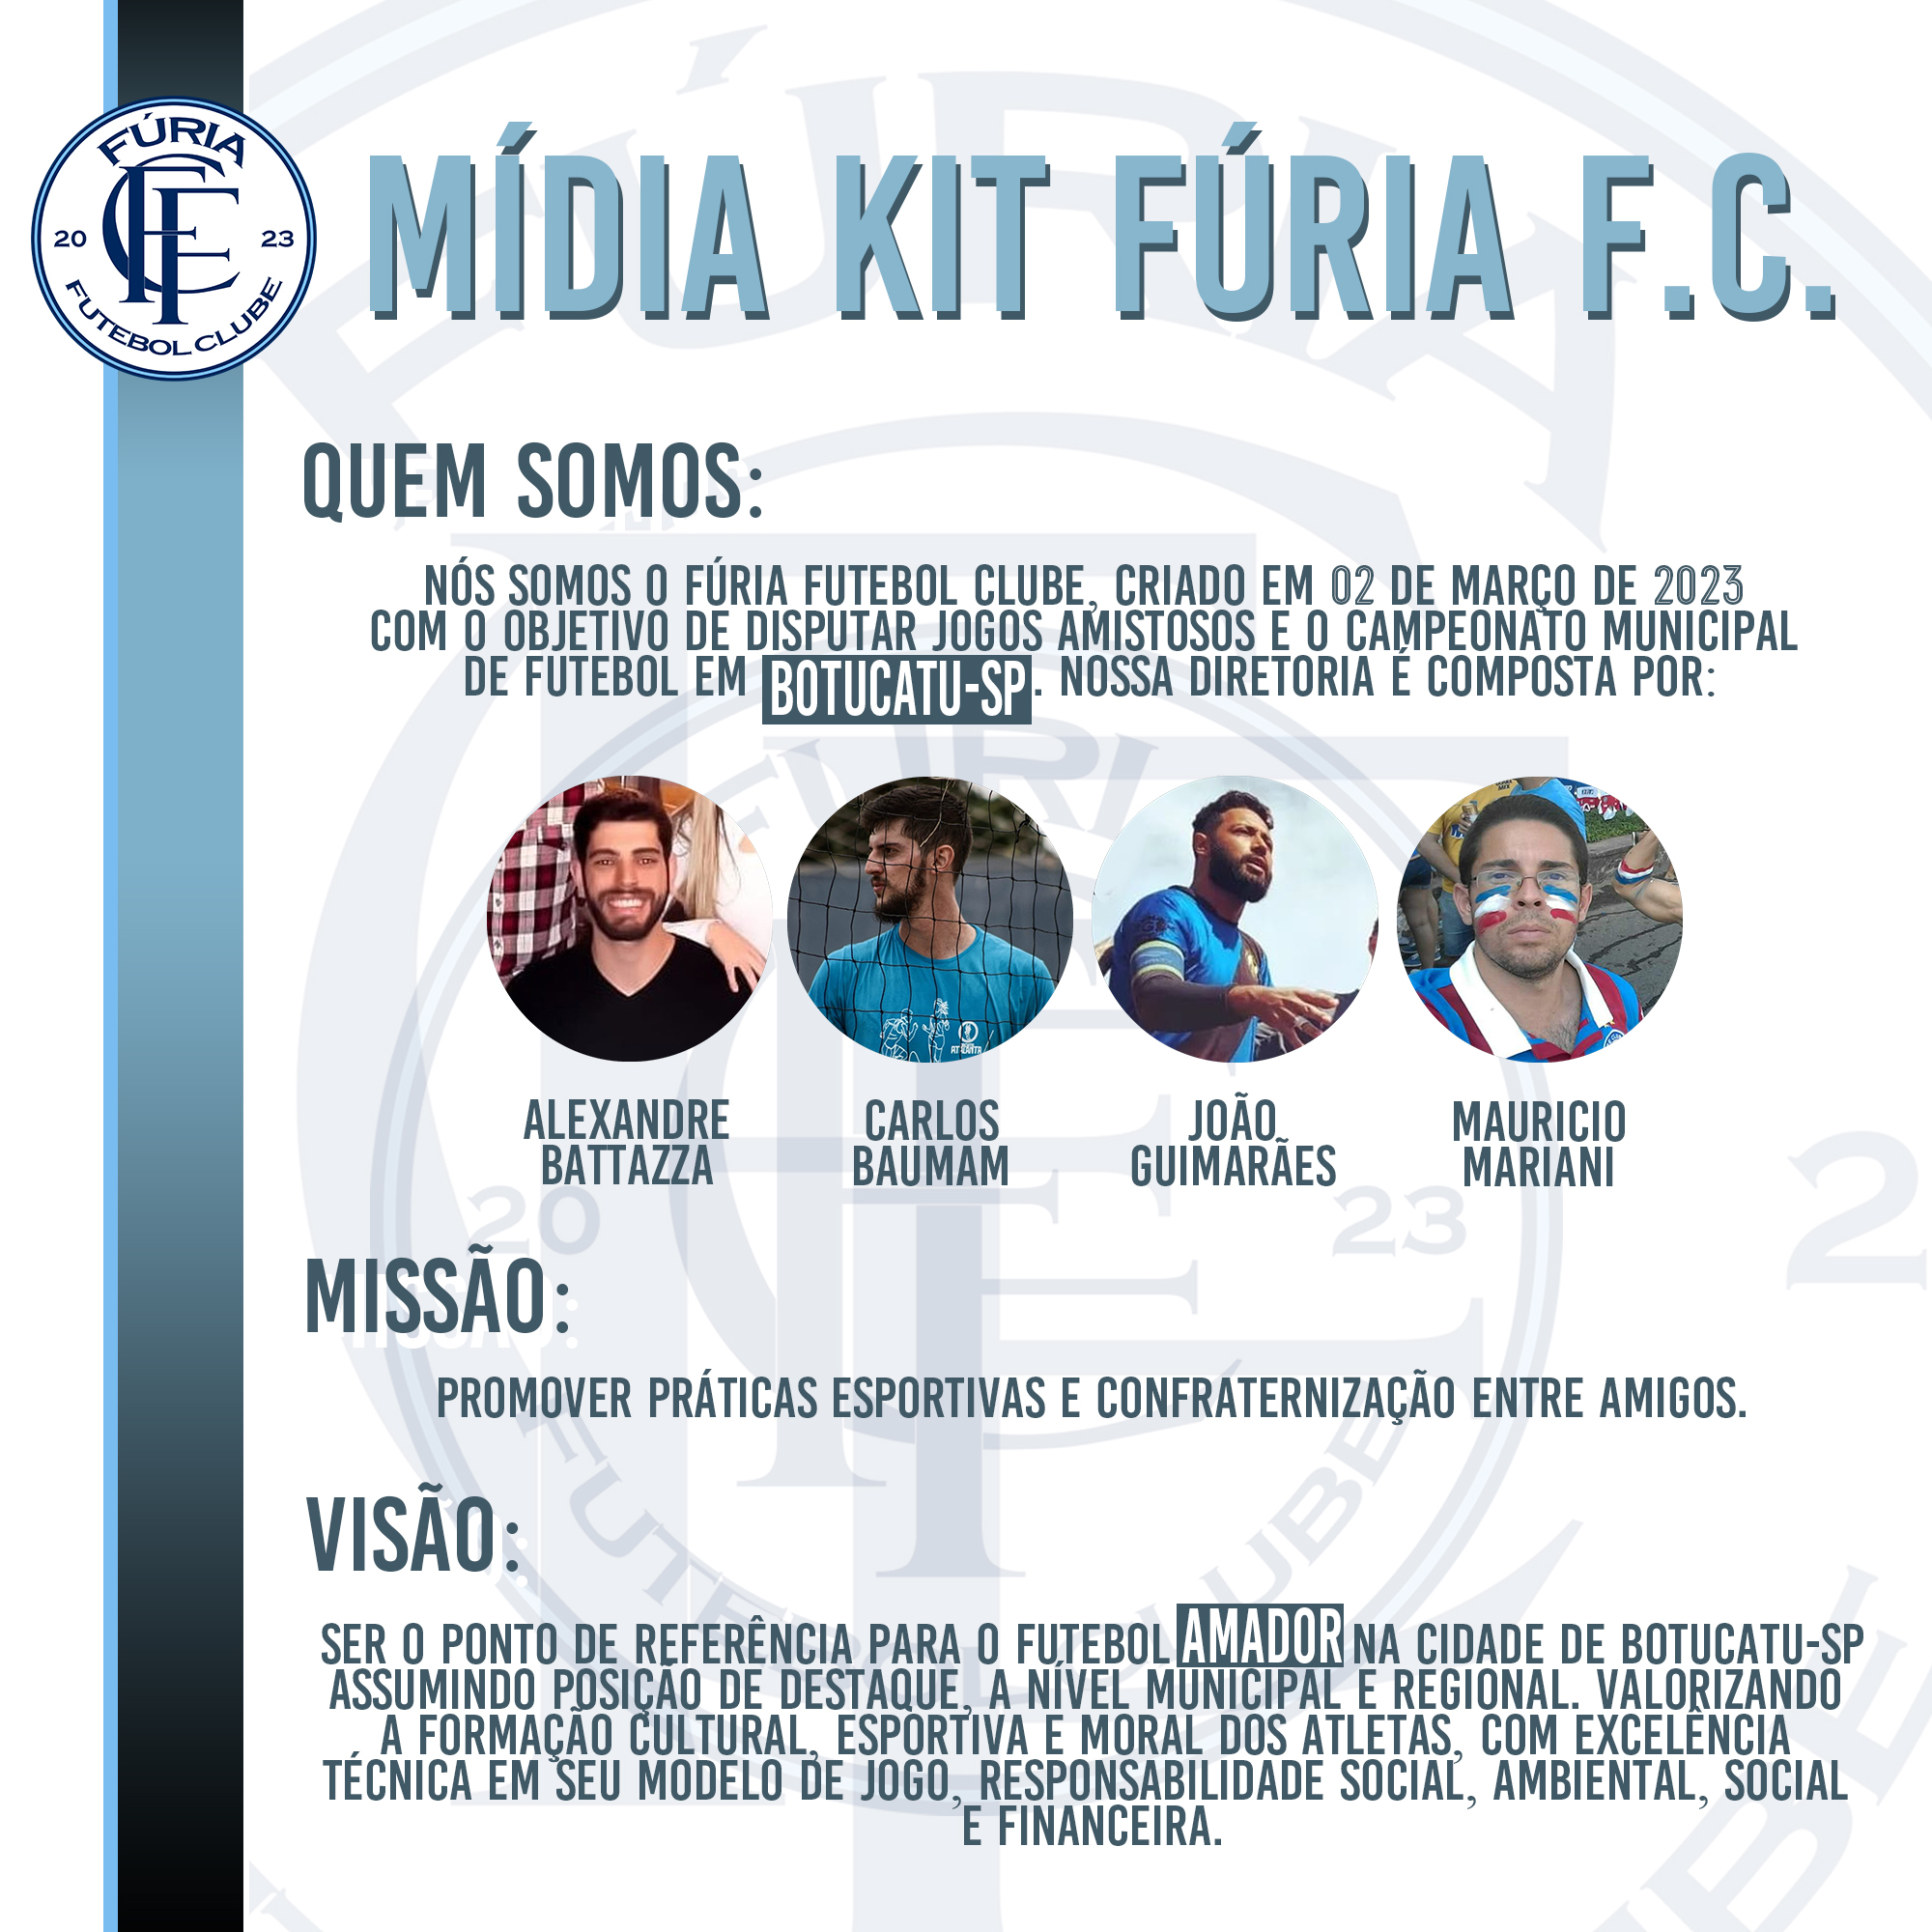 FÚRIA
20 23
FUTEBOL CLUBE
MÍDIA KIT FÚRIA F.C.
QUEM SOMOS:
NÓS SOMOS O FÚRIA FUTEBOL CLUBE, CRIADO EM 02 DE MARÇO DE 2023
COM O OBJETIVO DE DISPUTAR JOGOS AMISTOSOS E O CAMPEONATO MUNICIPAL
DE FUTEBOL EM BOTUCATU-SP. NOSSA DIRETORIA É COMPOSTA POR:
ALEXANDRE
BATTAZZA
CARLOS
BAUMAM
JOÃO
GUIMARÃES
MAURICIO
MARIANI
20 23
MISSÃO:
PROMOVER PRÁTICAS ESPORTIVAS E CONFRATERNIZAÇÃO ENTRE AMIGOS.
VISÃO:
SER O PONTO DE REFERÊNCIA PARA O FUTEBOL AMADOR NA CIDADE DE BOTUCATU-SP
ASSUMINDO POSIÇÃO DE DESTAQUE, A NÍVEL MUNICIPAL E REGIONAL. VALORIZANDO
A FORMAÇÃO CULTURAL, ESPORTIVA E MORAL DOS ATLETAS, COM EXCELÊNCIA
TÉCNICA EM SEU MODELO DE JOGO, RESPONSABILIDADE SOCIAL, AMBIENTAL, SOCIAL
E FINANCEIRA.